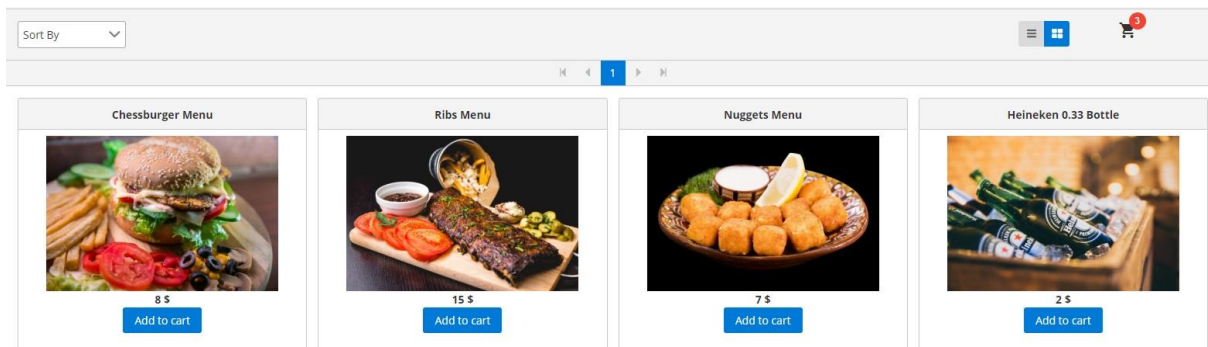 Sort By
3
1
Chessburger Menu
Ribs Menu
Nuggets Menu
Heineken 0.33 Bottle
8 $
15 $
7 $
2 $
Add to cart
Add to cart
Add to cart
Add to cart